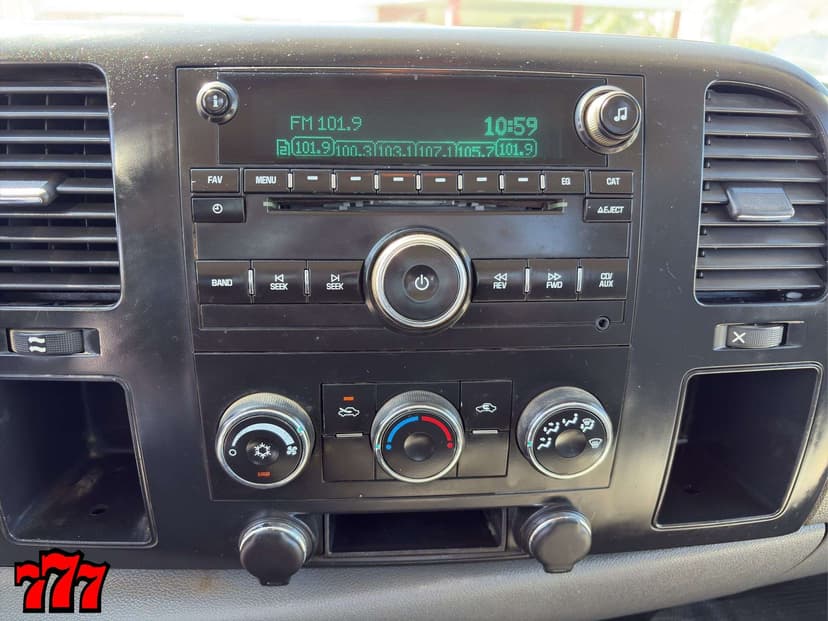 i
FM 101.9 10:59
2 101.9 100.3 103.1 107.1 105.7 101.9
FAV MENU EQ CAT
EJECT
BAND SEEK SEEK REV FWD CD/
AUX
777